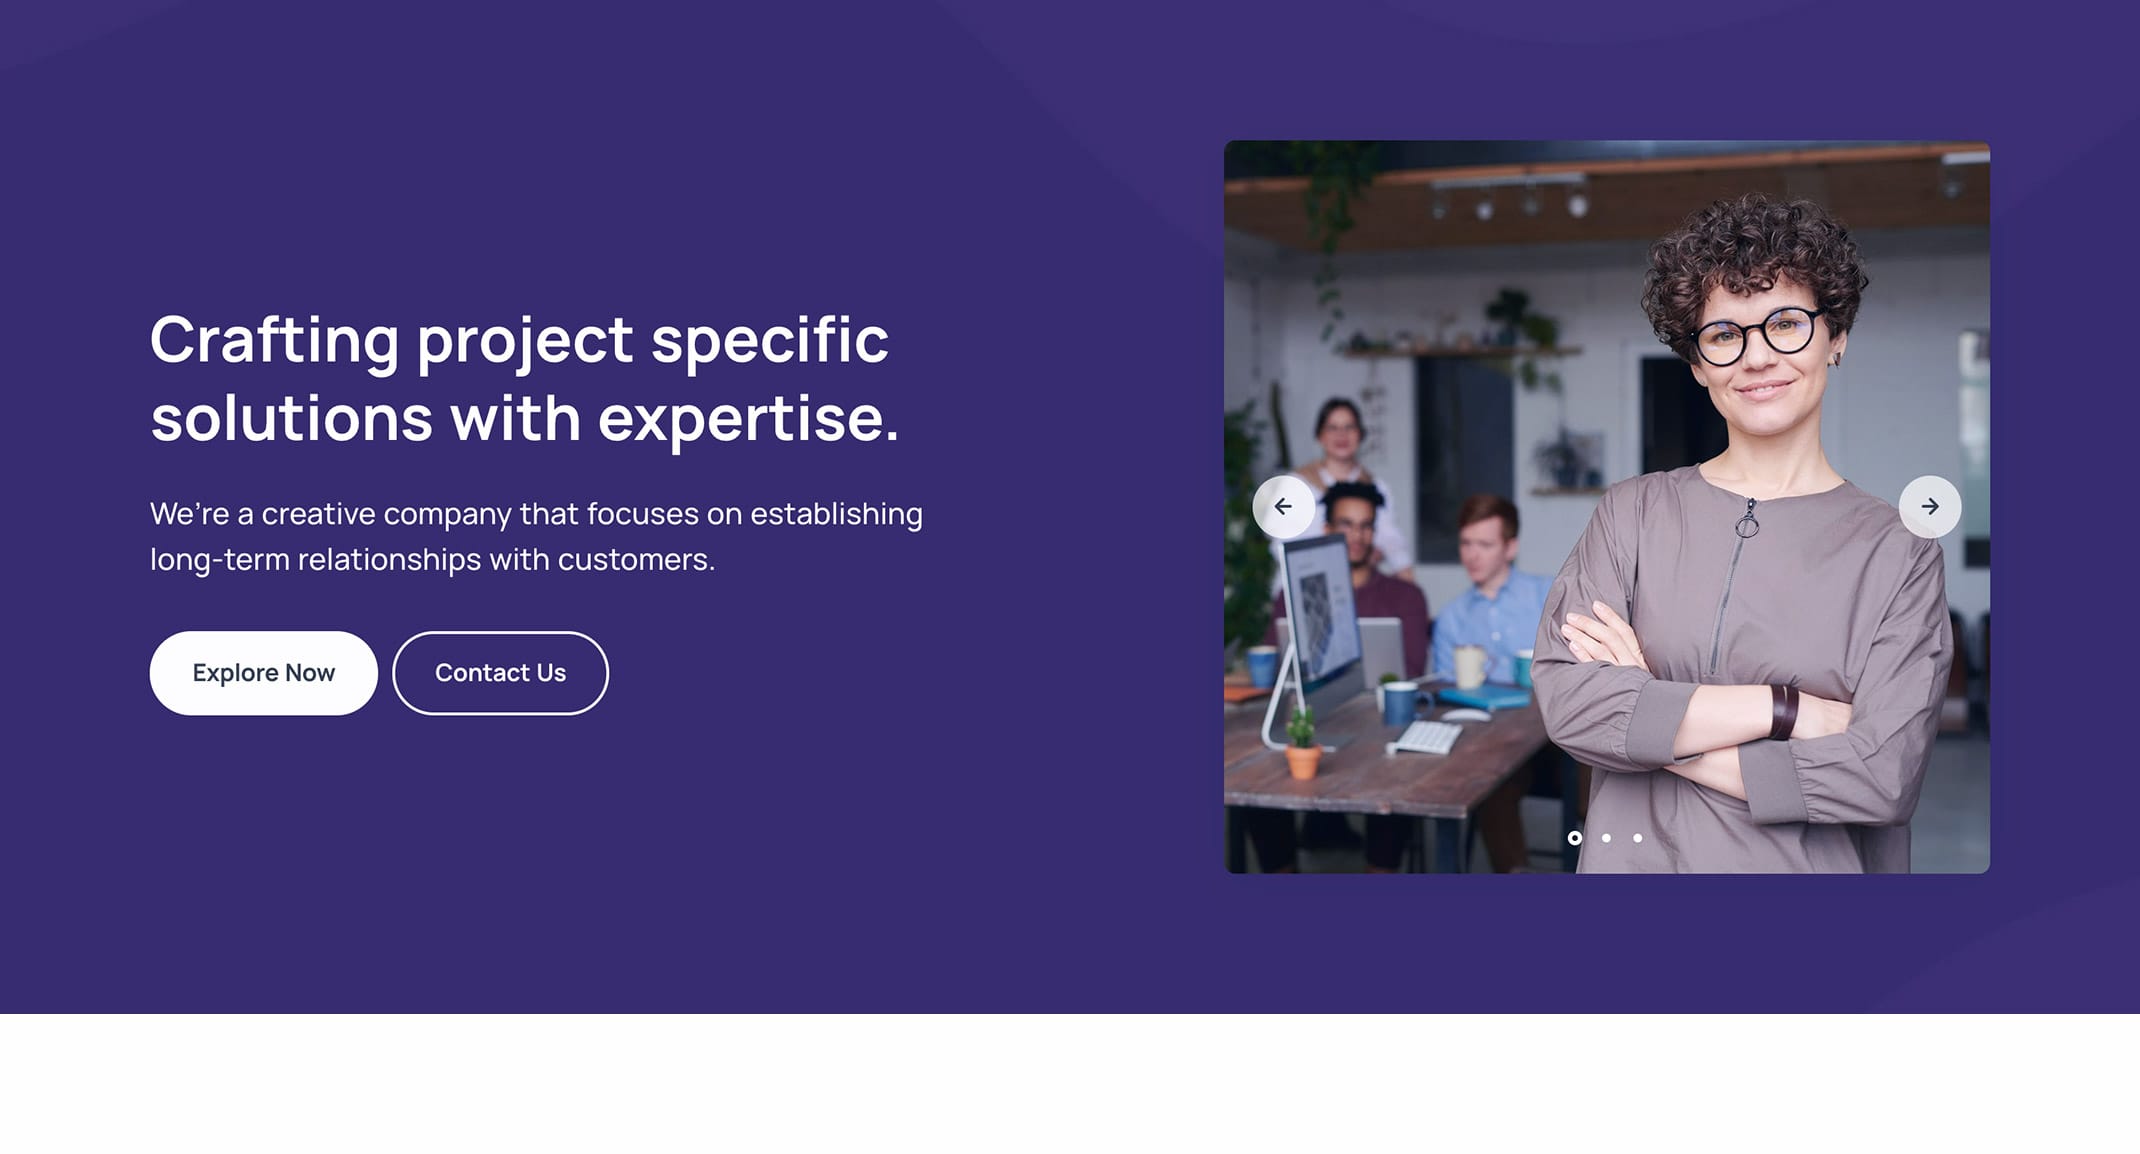 Crafting project specific
solutions with expertise.
We’re a creative company that focuses on establishing
long-term relationships with customers.
Explore Now
Contact Us